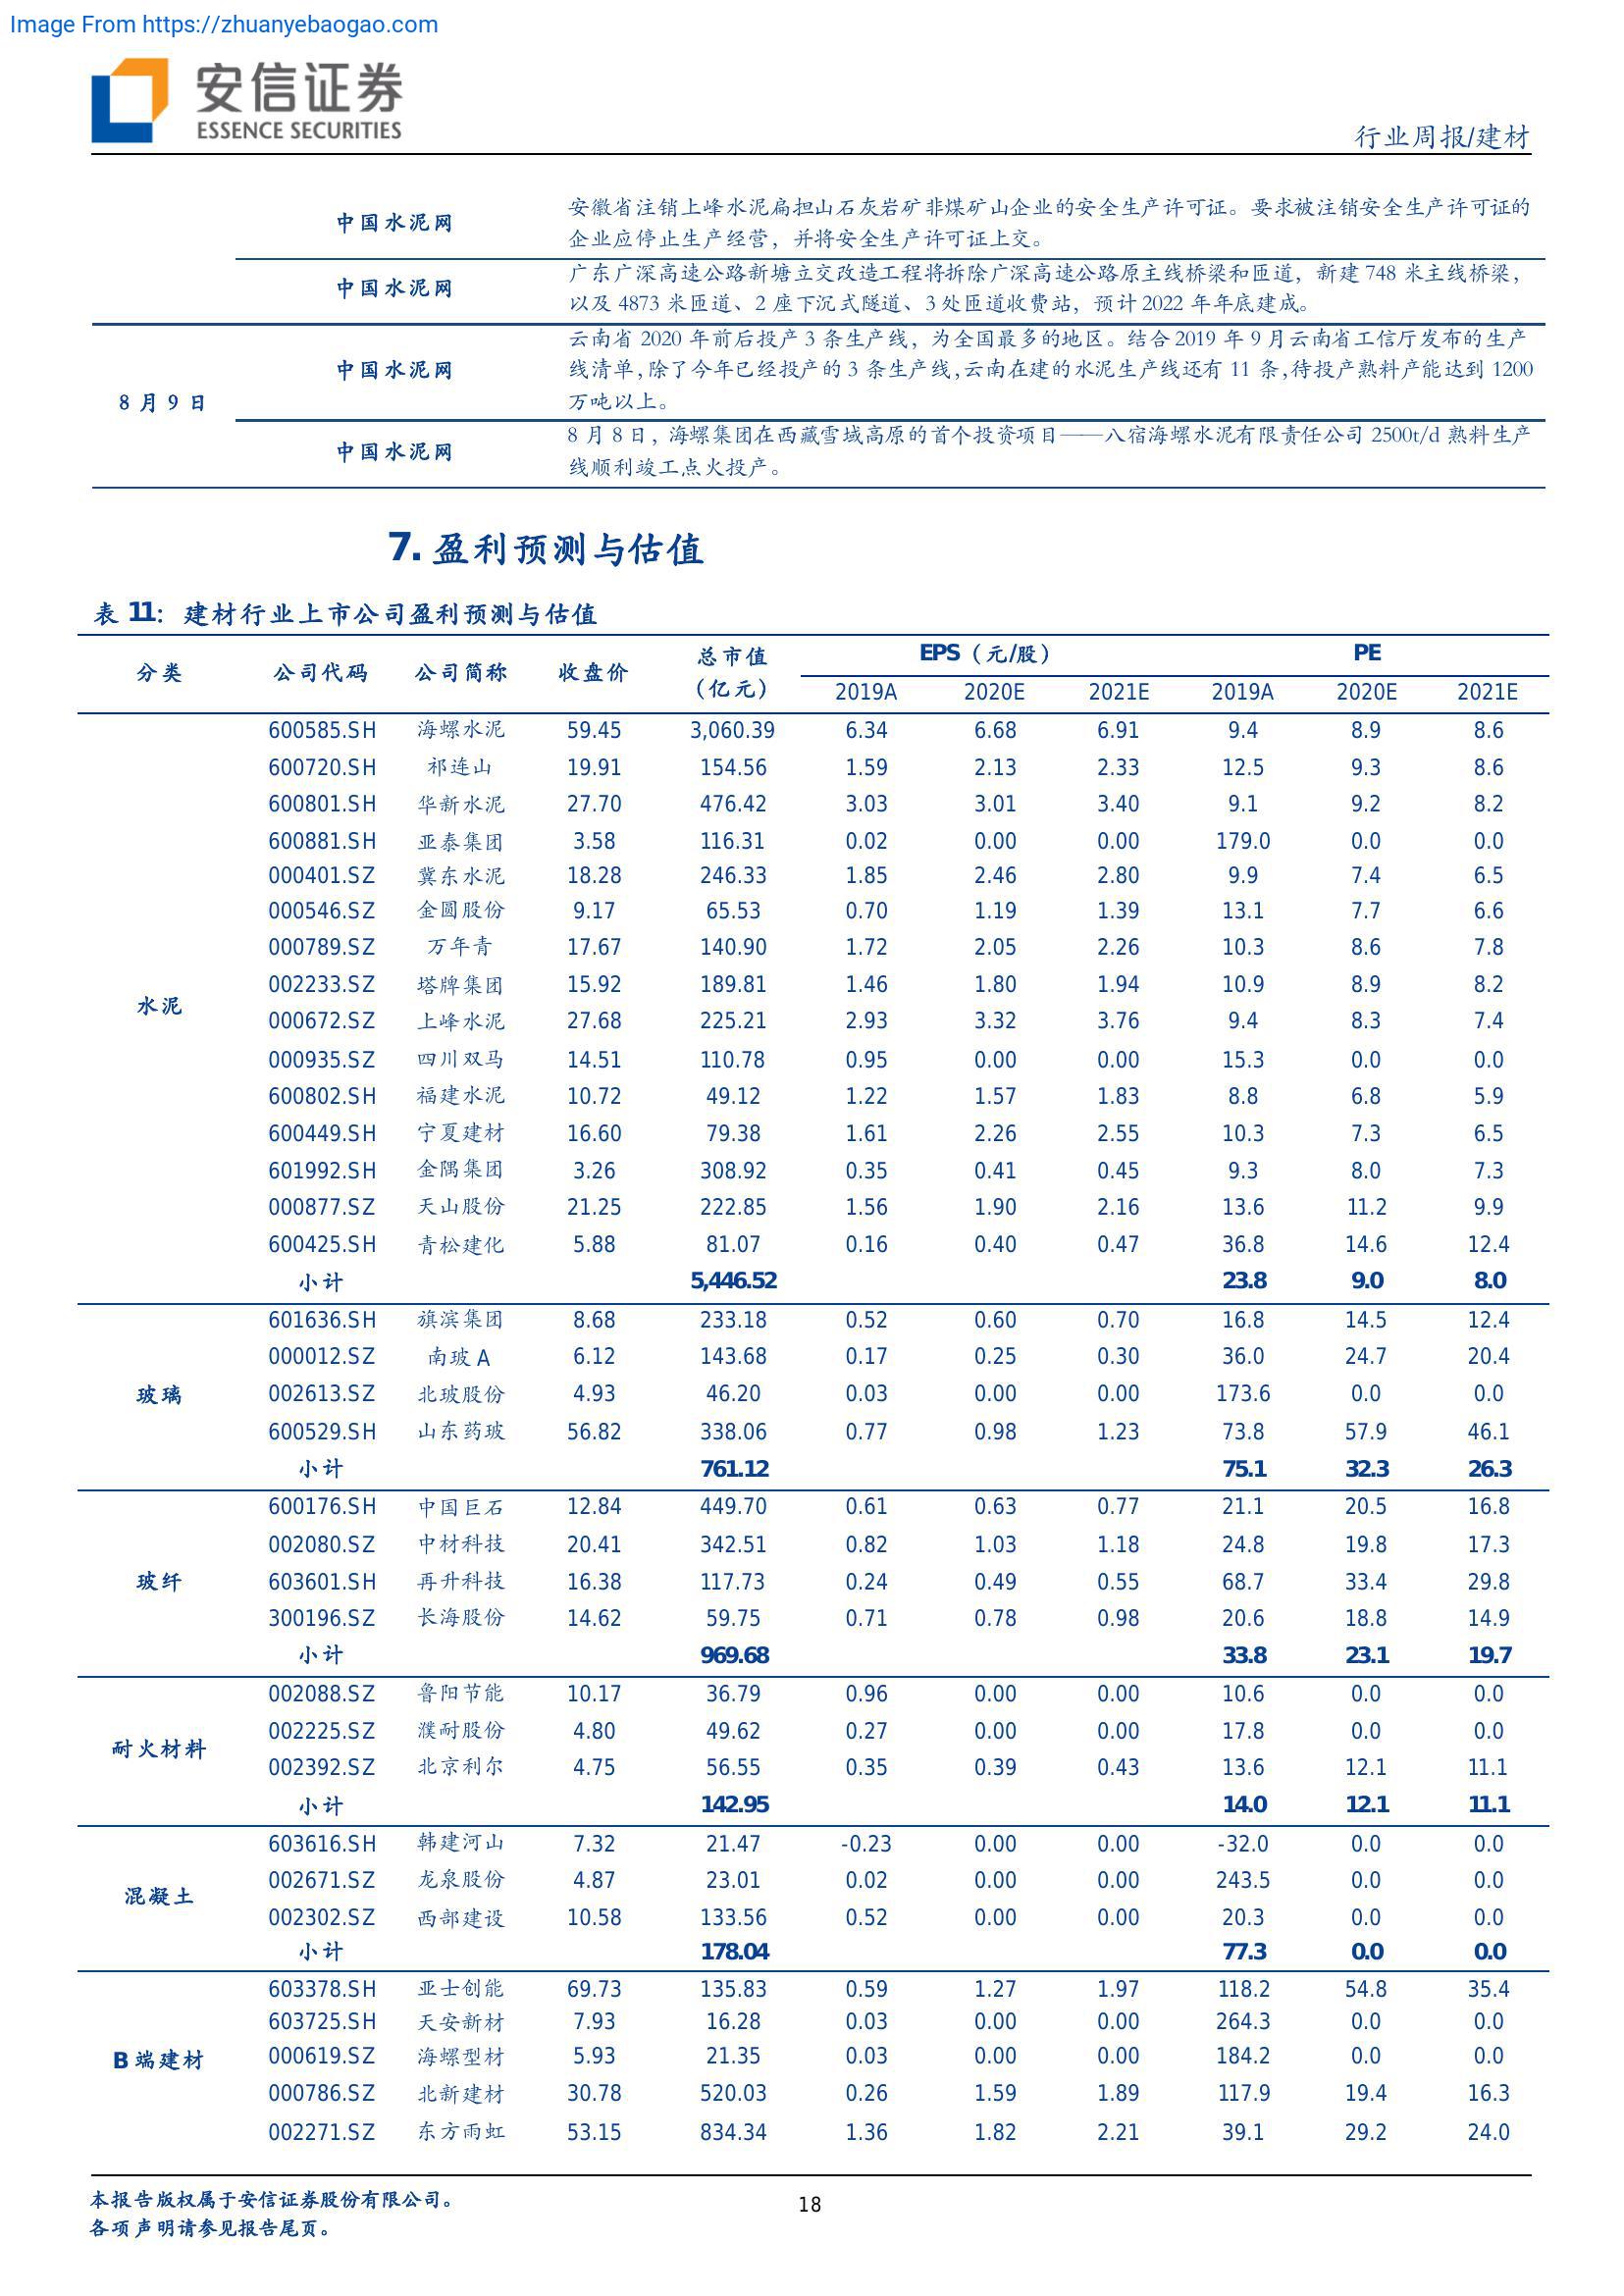 Image From https://zhuanyebaogao.com
安信证券
ESSENCE SECURITIES
行业周报/建材
中国水泥网 安徽省注销上峰水泥扁担山石灰岩矿非煤矿山企业的安全生产许可证。要求被注销安全生产许可证的
企业应停止生产经营，并将安全生产许可证上交。
中国水泥网 广东广深高速公路新塘立交改造工程将拆除广深高速公路原主线桥梁和匝道，新建 748 米主线桥梁，
以及 4873 米匝道、2 座下沉式隧道、3 处匝道收费站，预计 2022 年年底建成。
8 月 9 日
中国水泥网 云南省 2020 年前后投产 3 条生产线，为全国最多的地区。结合 2019 年 9 月云南省工信厅发布的生产
线清单,除了今年已经投产的 3 条生产线,云南在建的水泥生产线还有 11 条,待投产熟料产能达到 1200
万吨以上。
中国水泥网 8 月 8 日，海螺集团在西藏雪域高原的首个投资项目——八宿海螺水泥有限责任公司 2500t/d 熟料生产
线顺利竣工点火投产。
7. 盈利预测与估值
表 11：建材行业上市公司盈利预测与估值
分类 公司代码 公司简称 收盘价 总市值（亿元） EPS（元/股） PE
2019A 2020E 2021E 2019A 2020E 2021E
水泥
600585.SH 海螺水泥 59.45 3,060.39 6.34 6.68 6.91 9.4 8.9 8.6
600720.SH 祁连山 19.91 154.56 1.59 2.13 2.33 12.5 9.3 8.6
600801.SH 华新水泥 27.70 476.42 3.03 3.01 3.40 9.1 9.2 8.2
600881.SH 亚泰集团 3.58 116.31 0.02 0.00 0.00 179.0 0.0 0.0
000401.SZ 冀东水泥 18.28 246.33 1.85 2.46 2.80 9.9 7.4 6.5
000546.SZ 金圆股份 9.17 65.53 0.70 1.19 1.39 13.1 7.7 6.6
000789.SZ 万年青 17.67 140.90 1.72 2.05 2.26 10.3 8.6 7.8
002233.SZ 塔牌集团 15.92 189.81 1.46 1.80 1.94 10.9 8.9 8.2
000672.SZ 上峰水泥 27.68 225.21 2.93 3.32 3.76 9.4 8.3 7.4
000935.SZ 四川双马 14.51 110.78 0.95 0.00 0.00 15.3 0.0 0.0
600802.SH 福建水泥 10.72 49.12 1.22 1.57 1.83 8.8 6.8 5.9
600449.SH 宁夏建材 16.60 79.38 1.61 2.26 2.55 10.3 7.3 6.5
601992.SH 金隅集团 3.26 308.92 0.35 0.41 0.45 9.3 8.0 7.3
000877.SZ 天山股份 21.25 222.85 1.56 1.90 2.16 13.6 11.2 9.9
600425.SH 青松建化 5.88 81.07 0.16 0.40 0.47 36.8 14.6 12.4
小计 5,446.52 23.8 9.0 8.0
玻璃
601636.SH 旗滨集团 8.68 233.18 0.52 0.60 0.70 16.8 14.5 12.4
000012.SZ 南玻 A 6.12 143.68 0.17 0.25 0.30 36.0 24.7 20.4
002613.SZ 北玻股份 4.93 46.20 0.03 0.00 0.00 173.6 0.0 0.0
600529.SH 山东药玻 56.82 338.06 0.77 0.98 1.23 73.8 57.9 46.1
小计 761.12 75.1 32.3 26.3
玻纤
600176.SH 中国巨石 12.84 449.70 0.61 0.63 0.77 21.1 20.5 16.8
002080.SZ 中材科技 20.41 342.51 0.82 1.03 1.18 24.8 19.8 17.3
603601.SH 再升科技 16.38 117.73 0.24 0.49 0.55 68.7 33.4 29.8
300196.SZ 长海股份 14.62 59.75 0.71 0.78 0.98 20.6 18.8 14.9
小计 969.68 33.8 23.1 19.7
耐火材料
002088.SZ 鲁阳节能 10.17 36.79 0.96 0.00 0.00 10.6 0.0 0.0
002225.SZ 濮耐股份 4.80 49.62 0.27 0.00 0.00 17.8 0.0 0.0
002392.SZ 北京利尔 4.75 56.55 0.35 0.39 0.43 13.6 12.1 11.1
小计 142.95 14.0 12.1 11.1
混凝土
603616.SH 韩建河山 7.32 21.47 -0.23 0.00 0.00 -32.0 0.0 0.0
002671.SZ 龙泉股份 4.87 23.01 0.02 0.00 0.00 243.5 0.0 0.0
002302.SZ 西部建设 10.58 133.56 0.52 0.00 0.00 20.3 0.0 0.0
小计 178.04 77.3 0.0 0.0
B 端建材
603378.SH 亚士创能 69.73 135.83 0.59 1.27 1.97 118.2 54.8 35.4
603725.SH 天安新材 7.93 16.28 0.03 0.00 0.00 264.3 0.0 0.0
000619.SZ 海螺型材 5.93 21.35 0.03 0.00 0.00 184.2 0.0 0.0
000786.SZ 北新建材 30.78 520.03 0.26 1.59 1.89 117.9 19.4 16.3
002271.SZ 东方雨虹 53.15 834.34 1.36 1.82 2.21 39.1 29.2 24.0
本报告版权属于安信证券股份有限公司。
各项声明请参见报告尾页。
18